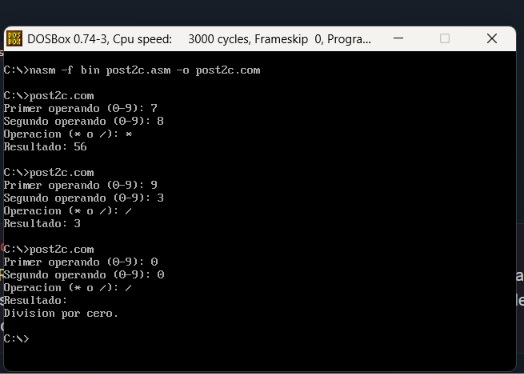 DOSBox 0.74-3, Cpu speed: 3000 cycles, Frameskip 0, Progra...
C:\>nasm -f bin post2c.asm -o post2c.com
C:\>post2c.com
Primer operando (0-9): 7
Segundo operando (0-9): 8
Operacion (* o /): *
Resultado: 56
C:\>post2c.com
Primer operando (0-9): 9
Segundo operando (0-9): 3
Operacion (* o /): /
Resultado: 3
C:\>post2c.com
Primer operando (0-9): 0
Segundo operando (0-9): 0
Operacion (* o /): /
Resultado:
Division por cero.
C:\>